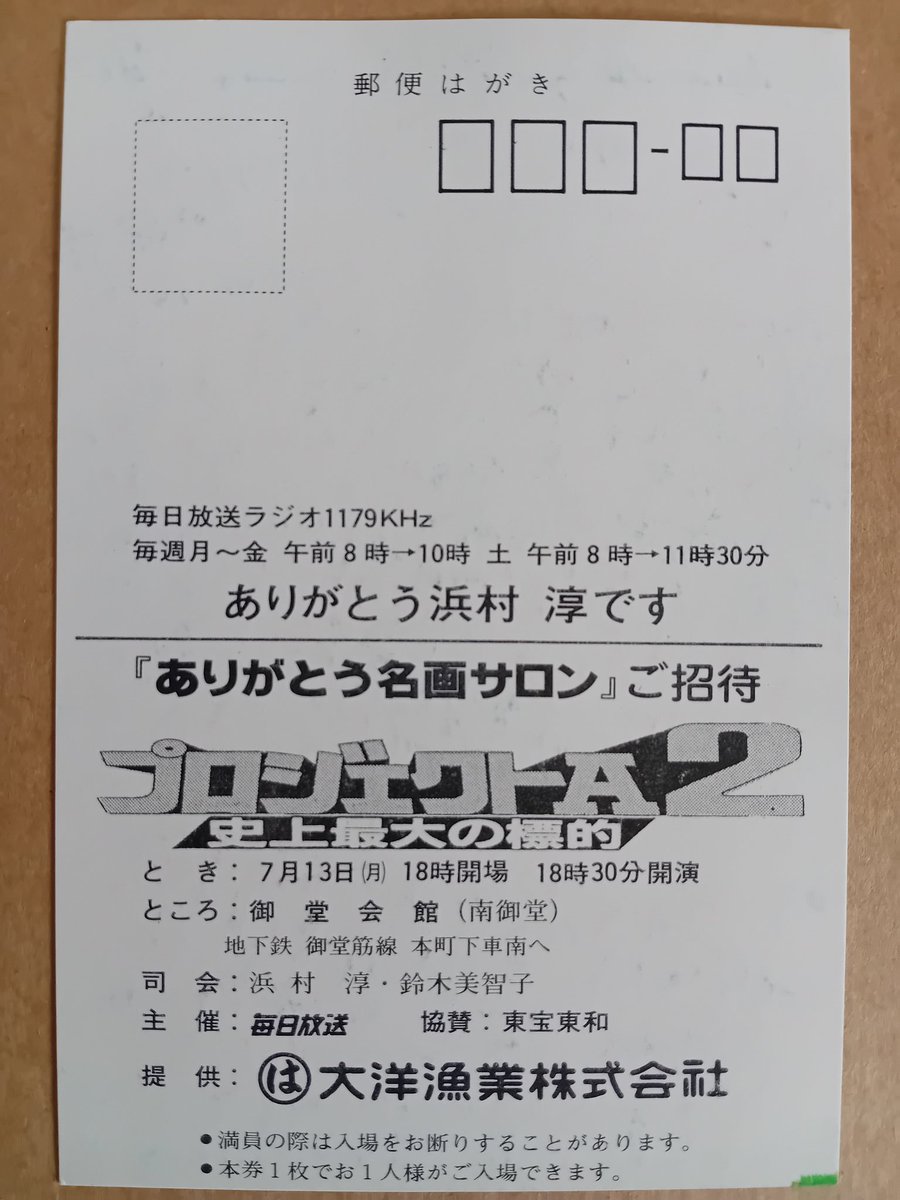 郵便はがき
毎日放送ラジオ1179KHz
毎週月〜金 午前8時→10時 土 午前8時→11時30分
ありがとう浜村 淳です
『ありがとう名画サロン』ご招待
プロジェクトA2
史上最大の標的
とき：7月13日㈪ 18時開場 18時30分開演
ところ：御堂会館（南御堂）
地下鉄 御堂筋線 本町下車南へ
司会：浜村 淳・鈴木美智子
主催：毎日放送 協賛：東宝東和
提供：は 大洋漁業株式会社
●満員の際は入場をお断りすることがあります。
●本券1枚でお1人様がご入場できます。